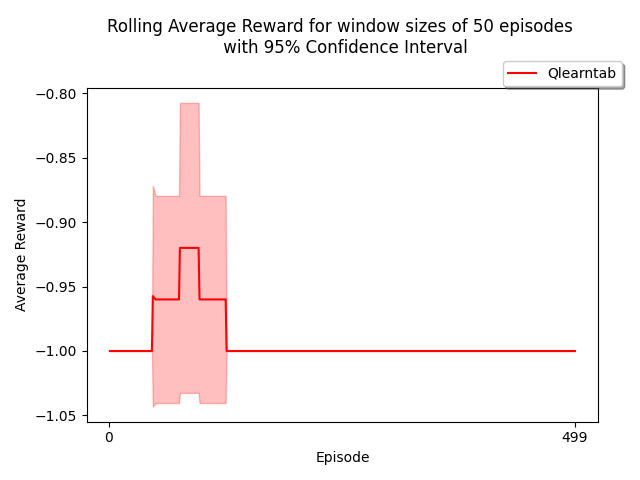 Rolling Average Reward for window sizes of 50 episodes
with 95% Confidence Interval
Qlearntab
−0.80
−0.85
−0.90
−0.95
−1.00
−1.05
Average Reward
0
499
Episode